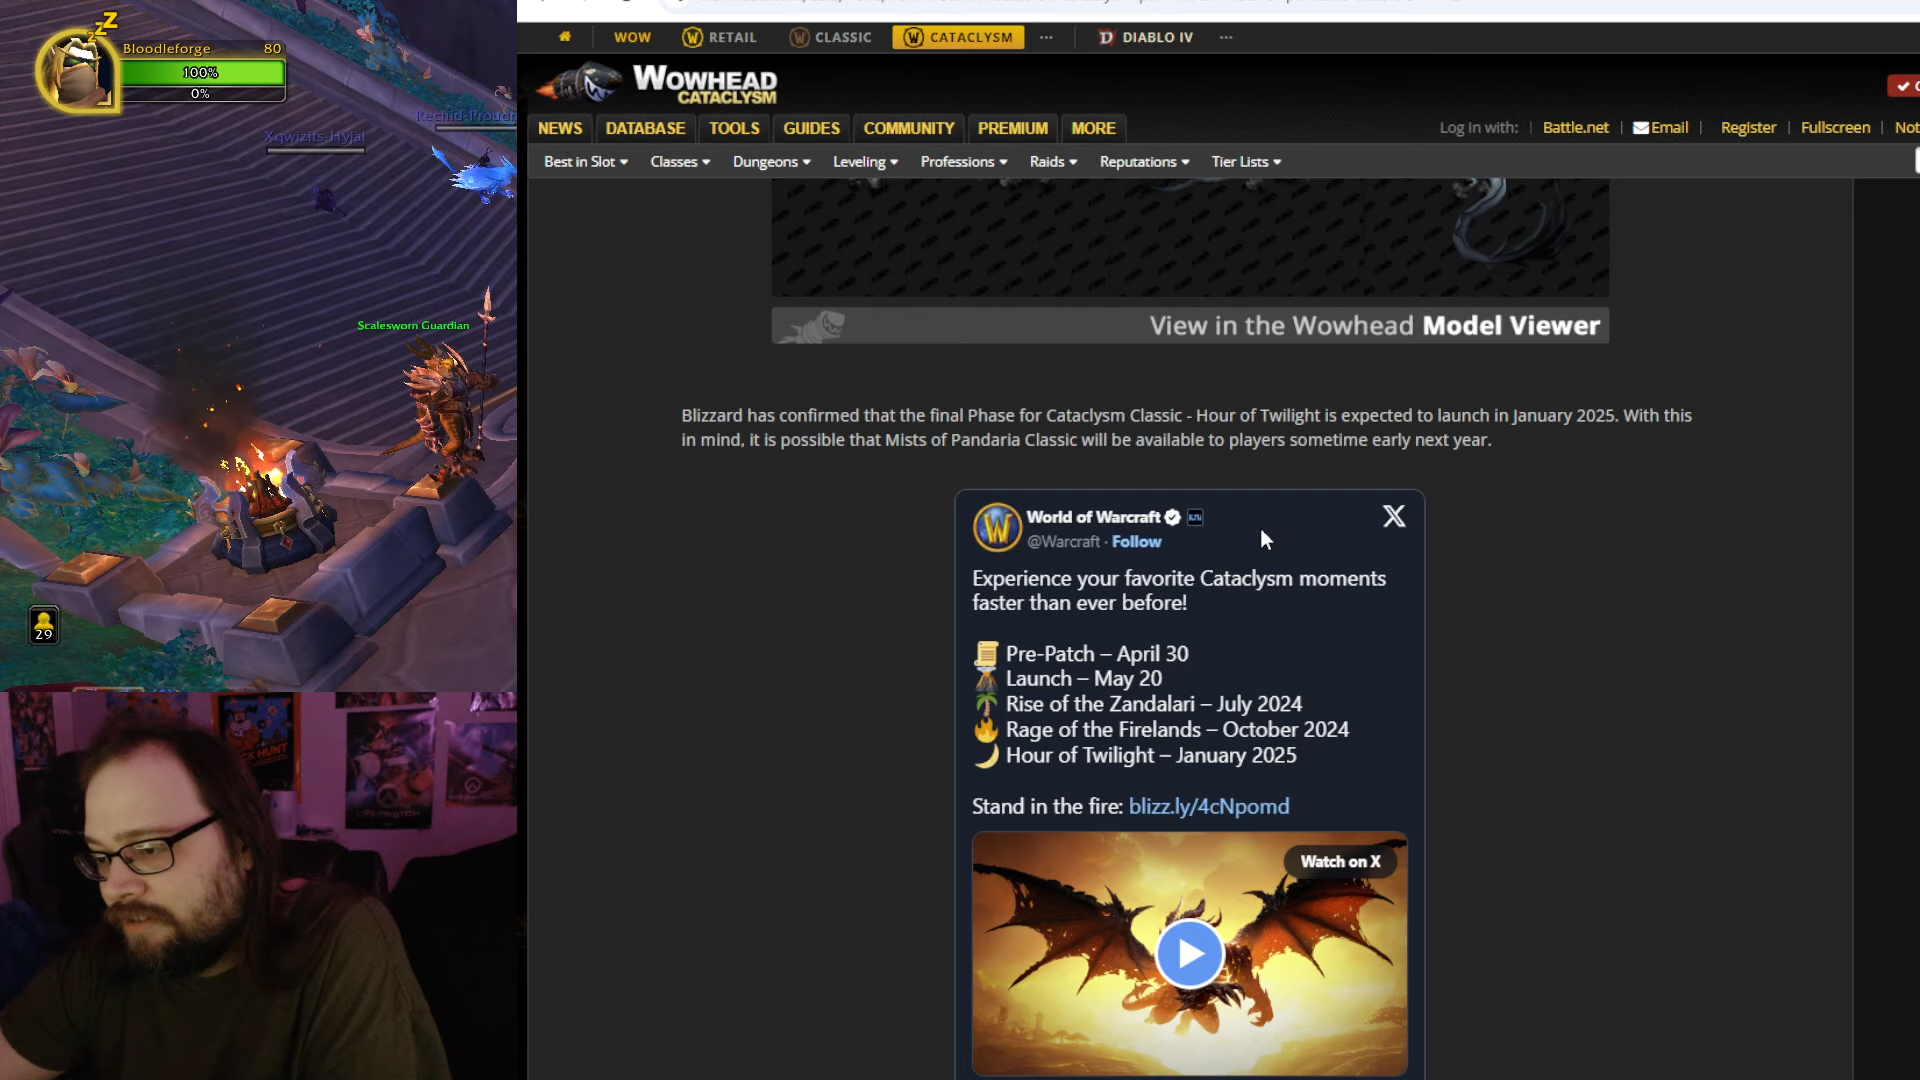 Bloodleforge 80
100%
0%
Xqwizits-Hyjal
Scalesworn Guardian
29
WOW
RETAIL
CLASSIC
CATACLYSM
DIABLO IV
WOWHEAD
CATACLYSM
NEWS
DATABASE
TOOLS
GUIDES
COMMUNITY
PREMIUM
MORE
Log In with:
Battle.net
Email
Register
Fullscreen
Best in Slot
Classes
Dungeons
Leveling
Professions
Raids
Reputations
Tier Lists
View in the Wowhead Model Viewer
Blizzard has confirmed that the final Phase for Cataclysm Classic - Hour of Twilight is expected to launch in January 2025. With this
in mind, it is possible that Mists of Pandaria Classic will be available to players sometime early next year.
World of Warcraft
@Warcraft · Follow
Experience your favorite Cataclysm moments
faster than ever before!
Pre-Patch – April 30
Launch – May 20
Rise of the Zandalari – July 2024
Rage of the Firelands – October 2024
Hour of Twilight – January 2025
Stand in the fire: blizz.ly/4cNpomd
Watch on X